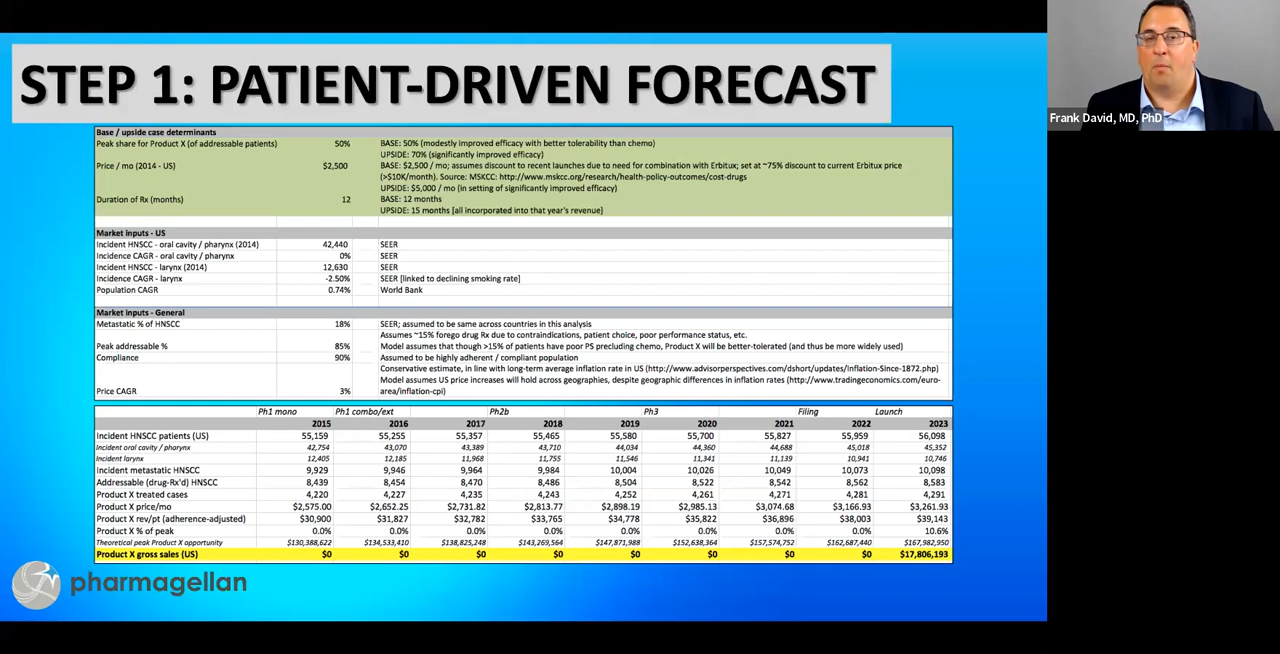 STEP 1: PATIENT-DRIVEN FORECAST
Frank David, MD, PhD
Base / upside case determinants
Peak share for Product X (of addressable patients) 50% BASE: 50% (modestly improved efficacy with better tolerability than chemo)
UPSIDE: 70% (significantly improved efficacy)
Price / mo (2014 - US) $2,500 BASE: $2,500 / mo; assumes discount to recent launches due to need for combination with Erbitux; set at ~75% discount to current Erbitux price
(>$10K/month). Source: MSKCC: http://www.mskcc.org/research/health-policy-outcomes/cost-drugs
UPSIDE: $5,000 / mo (in setting of significantly improved efficacy)
Duration of Rx (months) 12 BASE: 12 months
UPSIDE: 15 months [all incorporated into that year's revenue]
Market inputs - US
Incident HNSCC - oral cavity / pharynx (2014) 42,440 SEER
Incidence CAGR - oral cavity / pharynx 0% SEER
Incident HNSCC - larynx (2014) 12,630 SEER
Incidence CAGR - larynx -2.50% SEER [linked to declining smoking rate]
Population CAGR 0.74% World Bank
Market inputs - General
Metastatic % of HNSCC 18% SEER; assumed to be same across countries in this analysis
Assumes ~15% forego drug Rx due to contraindications, patient choice, poor performance status, etc.
Peak addressable % 85% Model assumes that though >15% of patients have poor PS precluding chemo, Product X will be better-tolerated (and thus be more widely used)
Compliance 90% Assumed to be highly adherent / compliant population
Conservative estimate, in line with long-term average inflation rate in US (http://www.advisorperspectives.com/dshort/updates/Inflation-Since-1872.php)
Model assumes US price increases will hold across geographies, despite geographic differences in inflation rates (http://www.tradingeconomics.com/euro-
Price CAGR 3% area/inflation-cpi)
Ph1 mono Ph1 combo/ext Ph2b Ph3 Filing Launch
2015 2016 2017 2018 2019 2020 2021 2022 2023
Incident HNSCC patients (US) 55,159 55,255 55,357 55,465 55,580 55,700 55,827 55,959 56,098
Incident oral cavity / pharynx 42,754 43,070 43,389 43,710 44,034 44,360 44,688 45,018 45,352
Incident larynx 12,405 12,185 11,968 11,755 11,546 11,341 11,139 10,941 10,746
Incident metastatic HNSCC 9,929 9,946 9,964 9,984 10,004 10,026 10,049 10,073 10,098
Addressable (drug-Rx'd) HNSCC 8,439 8,454 8,470 8,486 8,504 8,522 8,542 8,562 8,583
Product X treated cases 4,220 4,227 4,235 4,243 4,252 4,261 4,271 4,281 4,291
Product X price/mo $2,575.00 $2,652.25 $2,731.82 $2,813.77 $2,898.19 $2,985.13 $3,074.68 $3,166.93 $3,261.93
Product X rev/pt (adherence-adjusted) $30,900 $31,827 $32,782 $33,765 $34,778 $35,822 $36,896 $38,003 $39,143
Product X % of peak 0.0% 0.0% 0.0% 0.0% 0.0% 0.0% 0.0% 0.0% 10.6%
Theoretical peak Product X opportunity $130,388,622 $134,533,410 $138,825,248 $143,269,564 $147,871,988 $152,638,364 $157,574,752 $162,687,440 $167,982,950
Product X gross sales (US) $0 $0 $0 $0 $0 $0 $0 $0 $17,806,193
pharmagellan